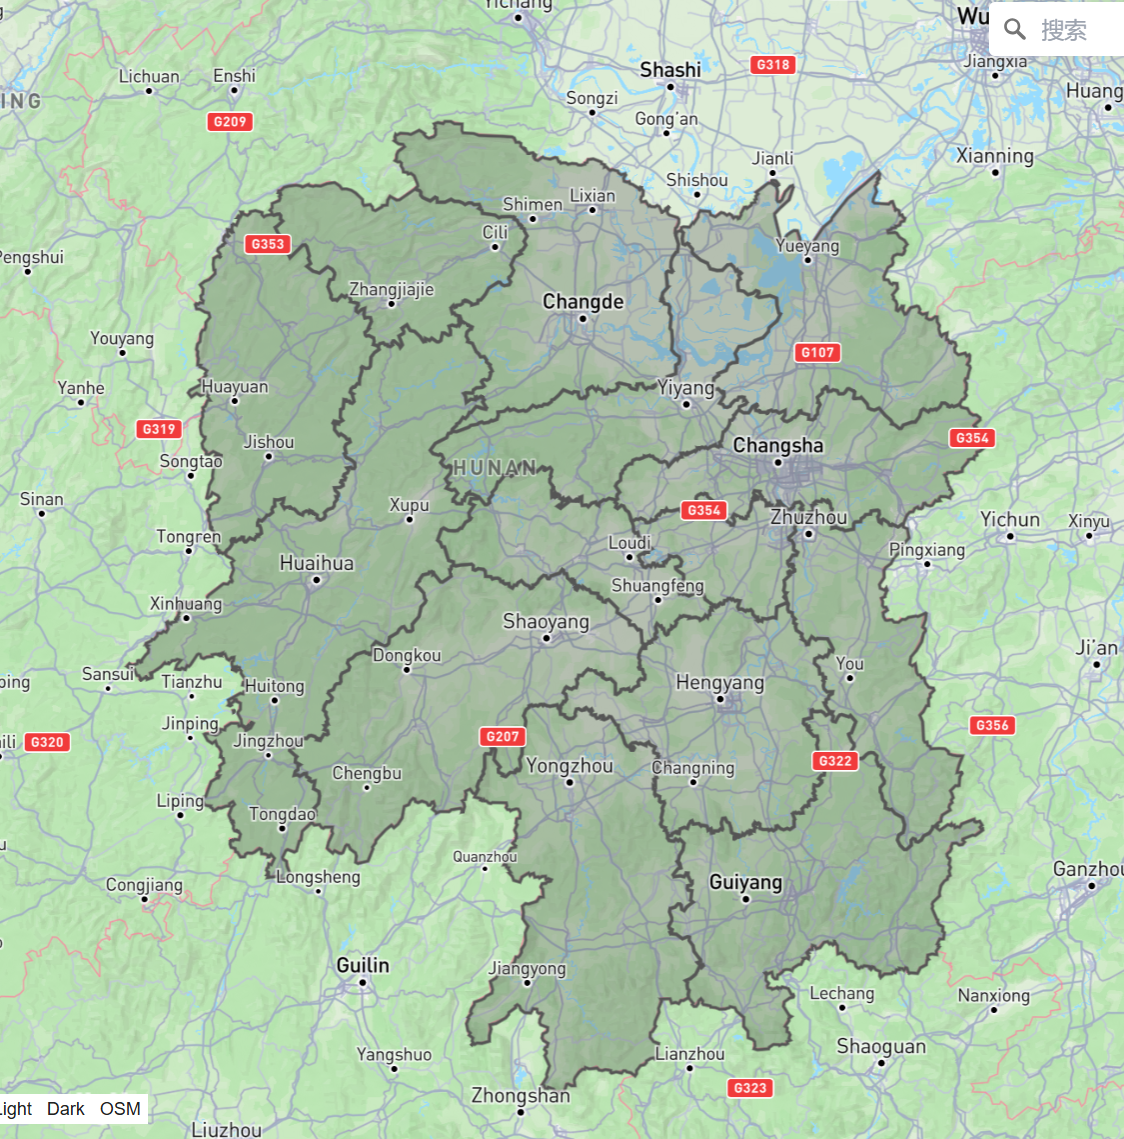 Yichang
Wu
搜索
Jiangxia
Shashi
G318
Lichuan
Enshi
ING
Songzi
Huang
G209
Gong'an
Jianli
Xianning
Shishou
Shimen
Lixian
Cili
G353
Yueyang
Pengshui
Zhangjiajie
Changde
Youyang
G107
Yanhe
Huayuan
Yiyang
G319
Jishou
Changsha
G354
Songtao
HUNAN
Sinan
Xupu
G354
Zhuzhou
Yichun
Xinyu
Tongren
Loudi
Pingxiang
Huaihua
Shuangfeng
Xinhuang
Shaoyang
Dongkou
You
Ji'an
Sansui
ping
Tianzhu
Huitong
Hengyang
Jinping
G356
ili
G320
Jingzhou
G207
G322
Chengbu
Yongzhou
Changning
Liping
Tongdao
Quanzhou
Congjiang
Longsheng
Guiyang
Ganzhou
Guilin
Jiangyong
Lechang
Nanxiong
Yangshuo
Lianzhou
Shaoguan
Zhongshan
G323
Light Dark OSM
Liuzhou